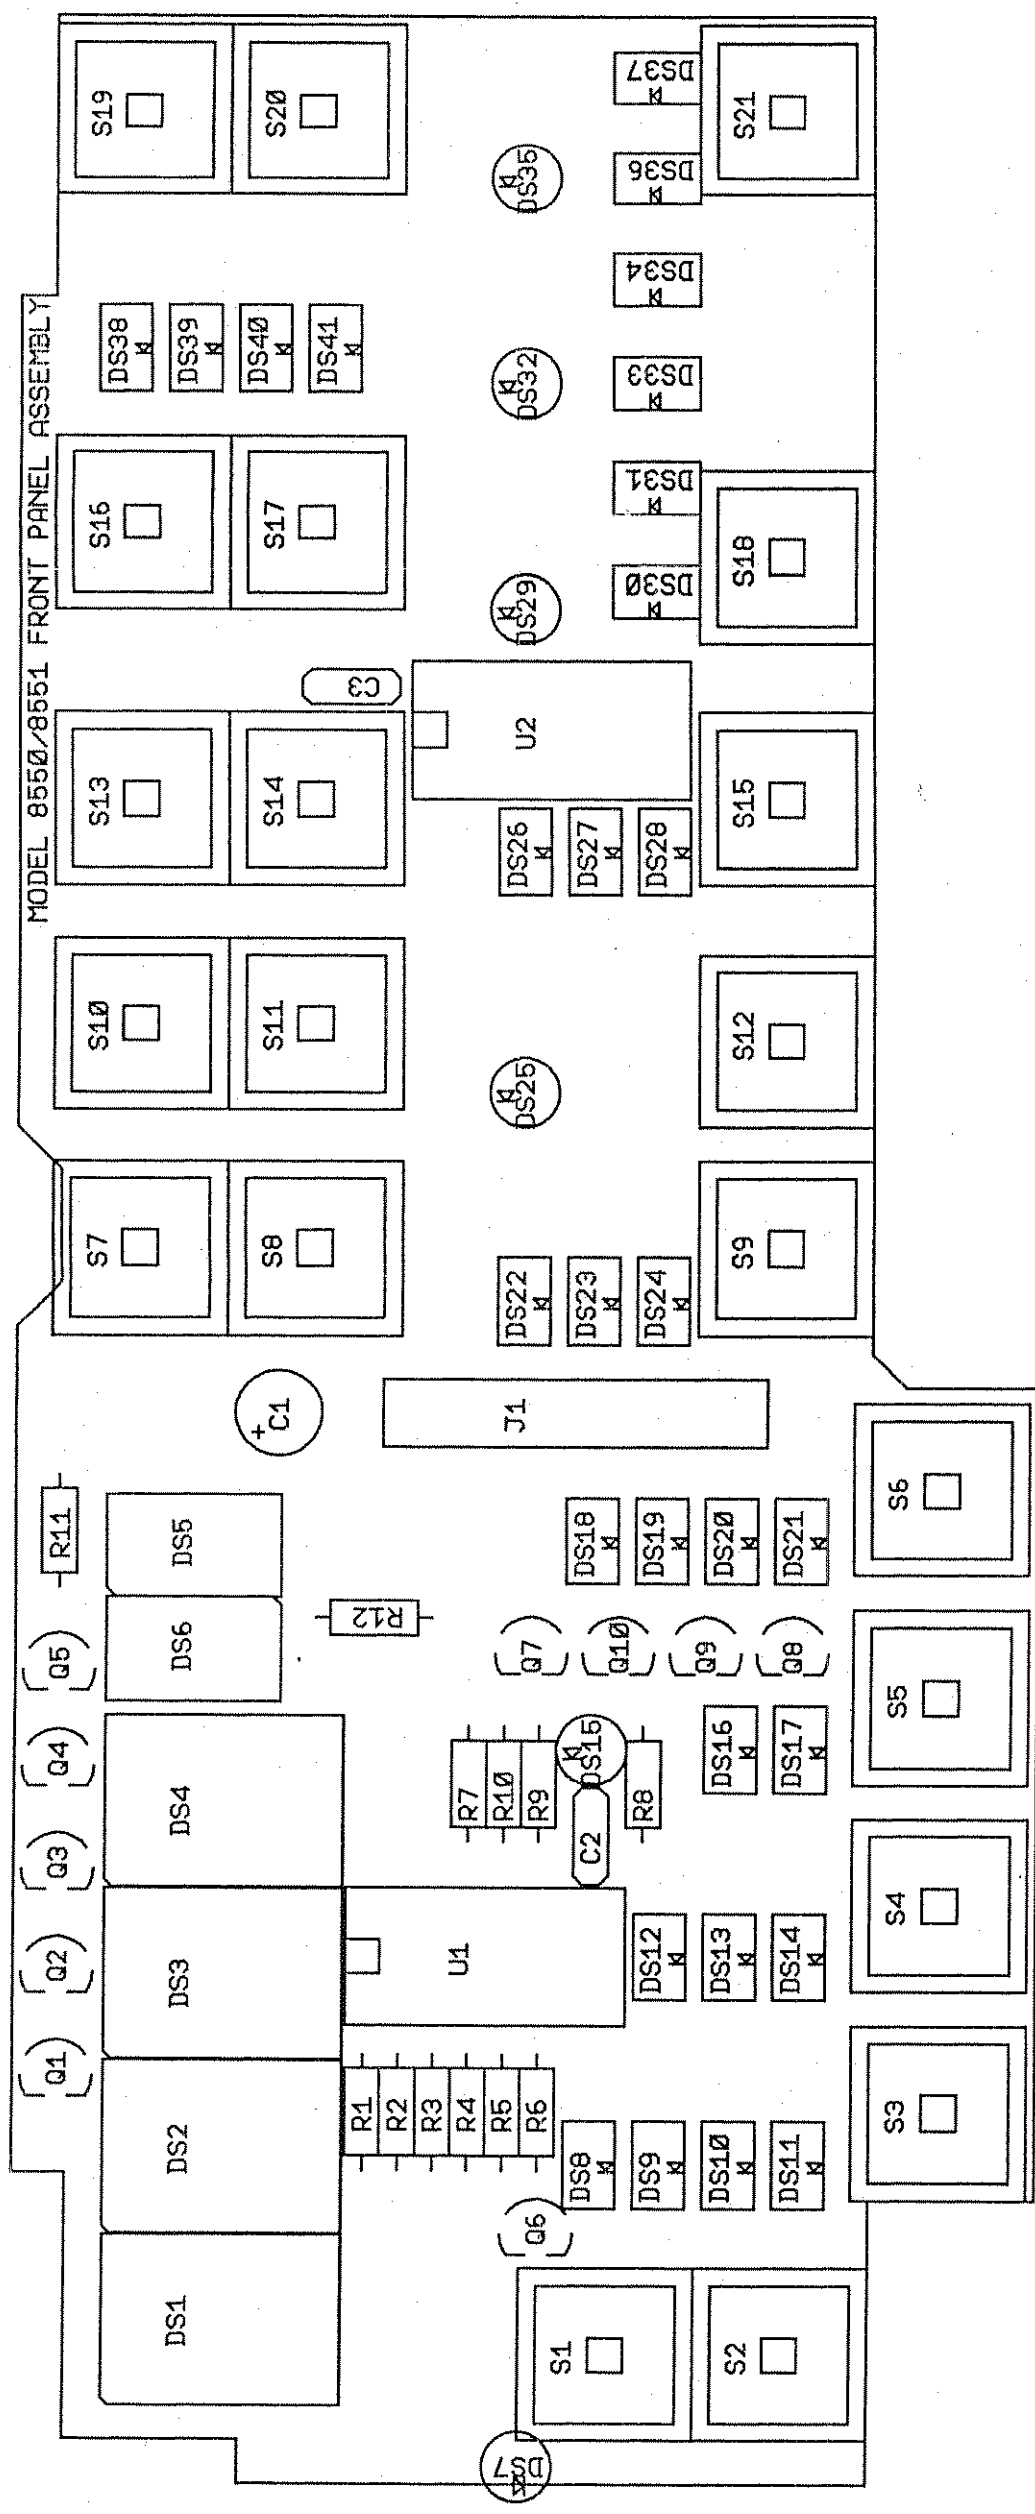 MODEL 8550/8551 FRONT PANEL ASSEMBLY
S19
S20
DS35
DS37
DS36
S21
DS38
DS39
DS40
DS41
DS32
DS34
DS33
S16
S17
DS29
DS31
DS30
S18
C3
U2
S13
S14
DS26
DS27
DS28
S15
S10
S11
DS25
S12
S7
S8
DS22
DS23
DS24
S9
+
C1
J1
R11
DS5
DS6
R12
DS18
DS19
DS20
DS21
S6
Q5
Q7
Q10
Q9
Q8
Q4
DS4
R7
R10
R9
DS15
R8
C2
DS16
DS17
S5
Q3
Q2
DS3
U1
DS12
DS13
DS14
S4
Q1
DS2
R1
R2
R3
R4
R5
R6
DS8
DS9
DS10
DS11
S3
Q6
DS1
S1
S2
DS7